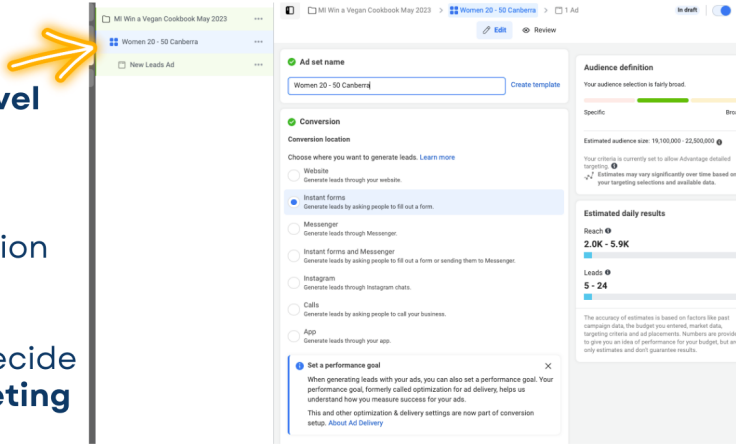 vel
ion
ecide
eting
MI Win a Vegan Cookbook May 2023
Women 20 - 50 Canberra
New Leads Ad
MI Win a Vegan Cookbook May 2023 > Women 20 - 50 Canberra > 1 Ad
In draft
Edit
Review
Ad set name
Women 20 - 50 Canberra
Create template
Conversion
Conversion location
Choose where you want to generate leads. Learn more
Website
Generate leads through your website.
Instant forms
Generate leads by asking people to fill out a form.
Messenger
Generate leads through Messenger.
Instant forms and Messenger
Generate leads by asking people to fill out a form or sending them to Messenger.
Instagram
Generate leads through Instagram chats.
Calls
Generate leads by asking people to call your business.
App
Generate leads through your app.
Set a performance goal
When generating leads with your ads, you can also set a performance goal. Your
performance goal, formerly called optimization for ad delivery, helps us
understand how you measure success for your ads.
This and other optimization & delivery settings are now part of conversion
setup. About Ad Delivery
Audience definition
Your audience selection is fairly broad.
Specific
Broa
Estimated audience size: 19,100,000 - 22,500,000
Your criteria is currently set to allow Advantage detailed
targeting.
Estimates may vary significantly over time based on
your targeting selections and available data.
Estimated daily results
Reach
2.0K - 5.9K
Leads
5 - 24
The accuracy of estimates is based on factors like past
campaign data, the budget you entered, market data,
targeting criteria and ad placements. Numbers are provide
to give you an idea of performance for your budget, but are
only estimates and don't guarantee results.